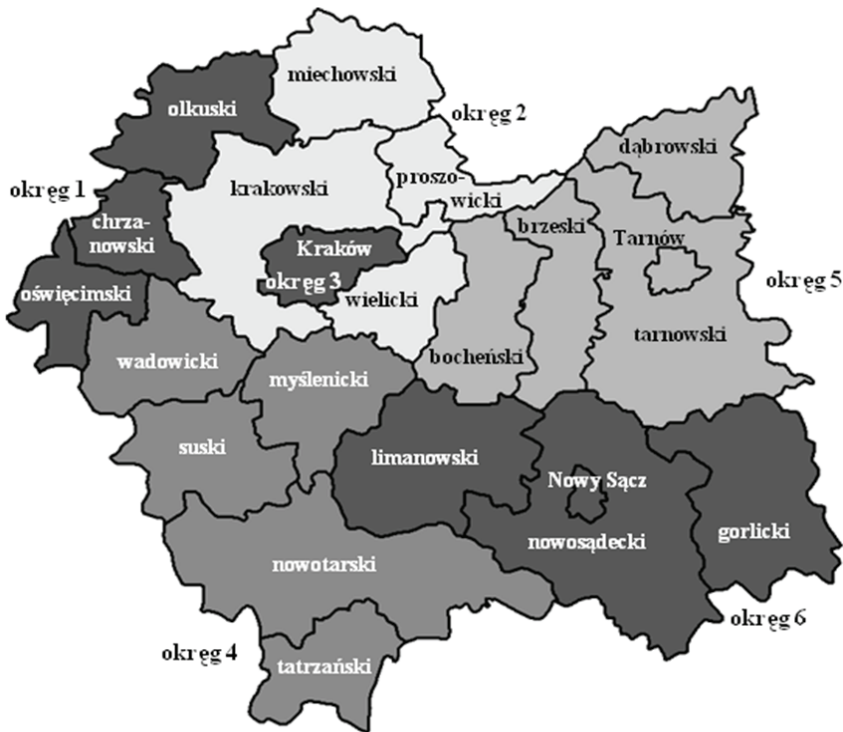 miechowski
olkuski
okręg 2
dąbrowski
proszo-
wicki
okręg 1
krakowski
chrza-
nowski
Kraków
okręg 3
brzeski
Tarnów
okręg 5
oświęcimski
wielicki
tarnowski
wadowicki
bocheński
myślenicki
suski
limanowski
Nowy Sącz
gorlicki
nowosądecki
nowotarski
okręg 6
okręg 4
tatrzański